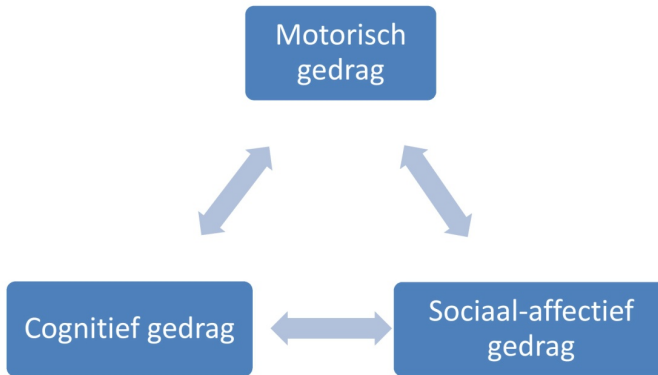 Motorisch
gedrag
Cognitief gedrag
Sociaal-affectief
gedrag